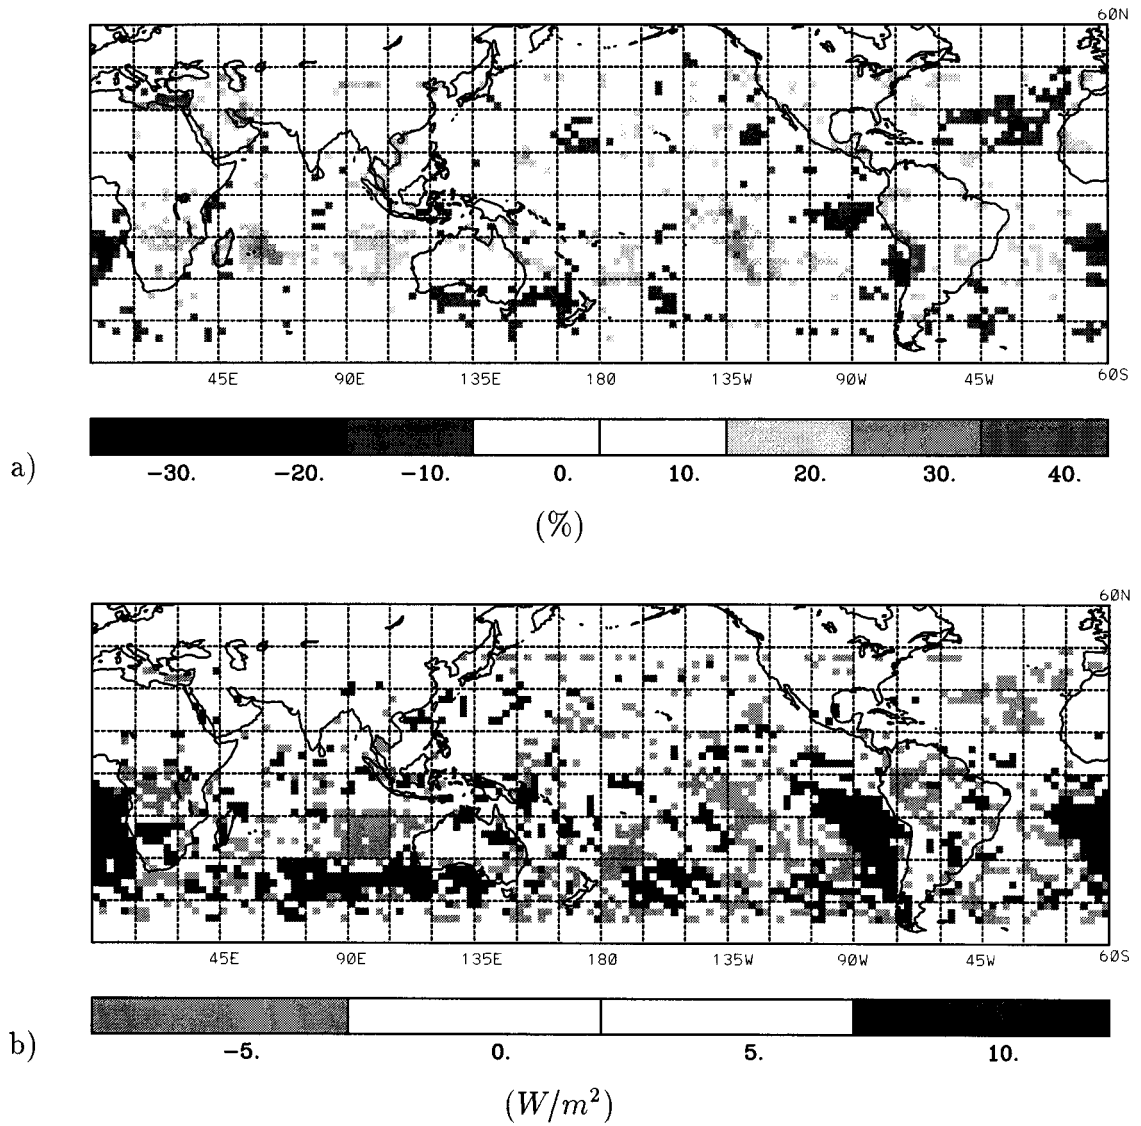 60N
45E 90E 135E 180 135W 90W 45W 60S
a)
-30. -20. -10. 0. 10. 20. 30. 40.
(%)
60N
45E 90E 135E 180 135W 90W 45W 60S
b)
-5. 0. 5. 10.
(W/m²)